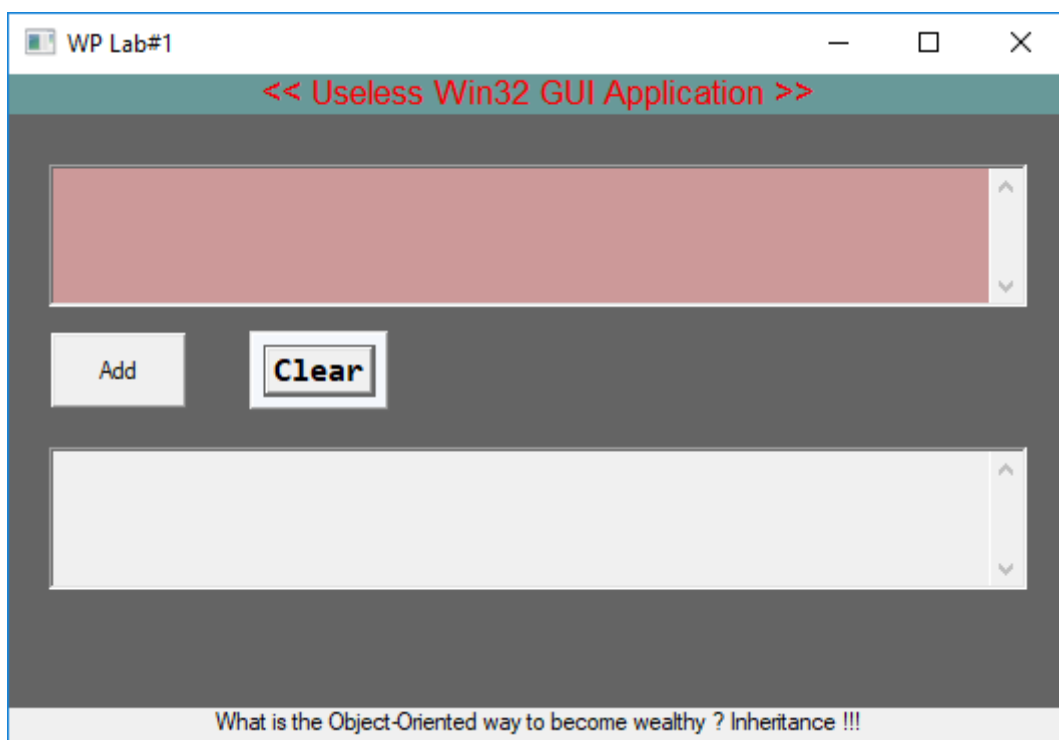 WP Lab#1
<< Useless Win32 GUI Application >>
Add
Clear
What is the Object-Oriented way to become wealthy ? Inheritance !!!